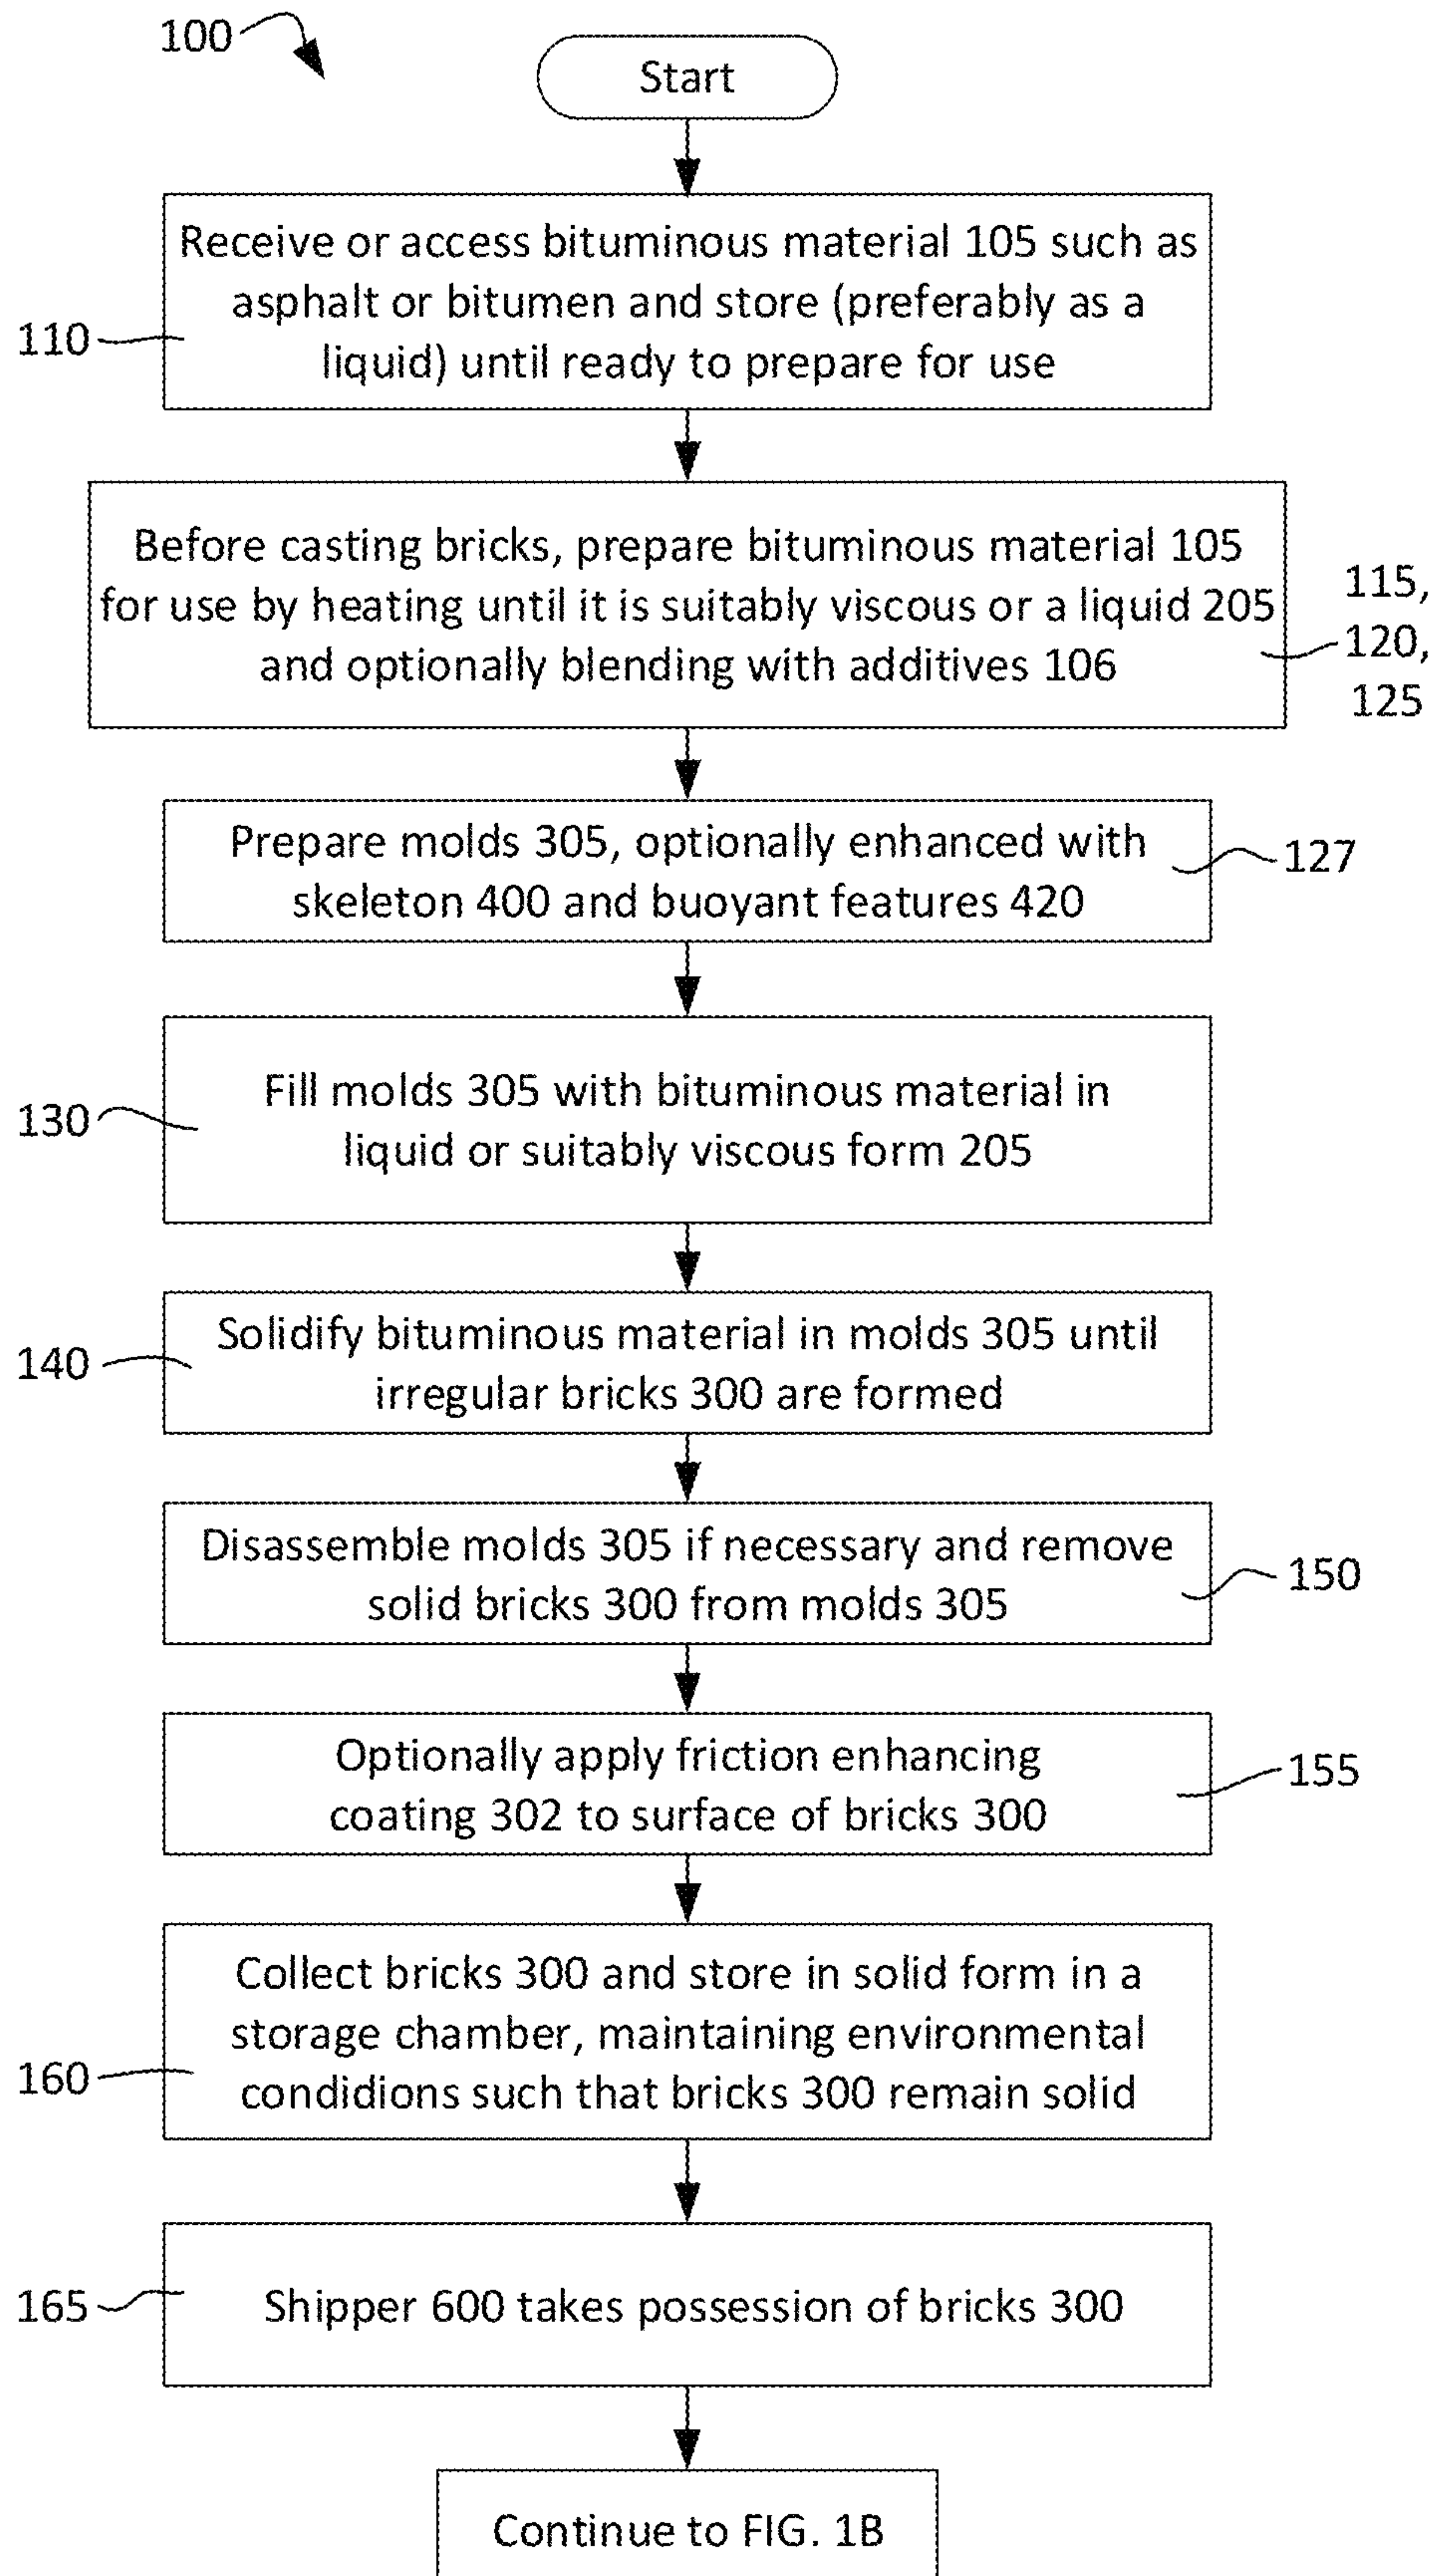 100
Start
Receive or access bituminous material 105 such as
asphalt or bitumen and store (preferably as a
liquid) until ready to prepare for use
110
Before casting bricks, prepare bituminous material 105
for use by heating until it is suitably viscous or a liquid 205
and optionally blending with additives 106
115,
120,
125
Prepare molds 305, optionally enhanced with
skeleton 400 and buoyant features 420
127
Fill molds 305 with bituminous material in
liquid or suitably viscous form 205
130
Solidify bituminous material in molds 305 until
irregular bricks 300 are formed
140
Disassemble molds 305 if necessary and remove
solid bricks 300 from molds 305
150
Optionally apply friction enhancing
coating 302 to surface of bricks 300
155
Collect bricks 300 and store in solid form in a
storage chamber, maintaining environmental
condidions such that bricks 300 remain solid
160
Shipper 600 takes possession of bricks 300
165
Continue to FIG. 1B